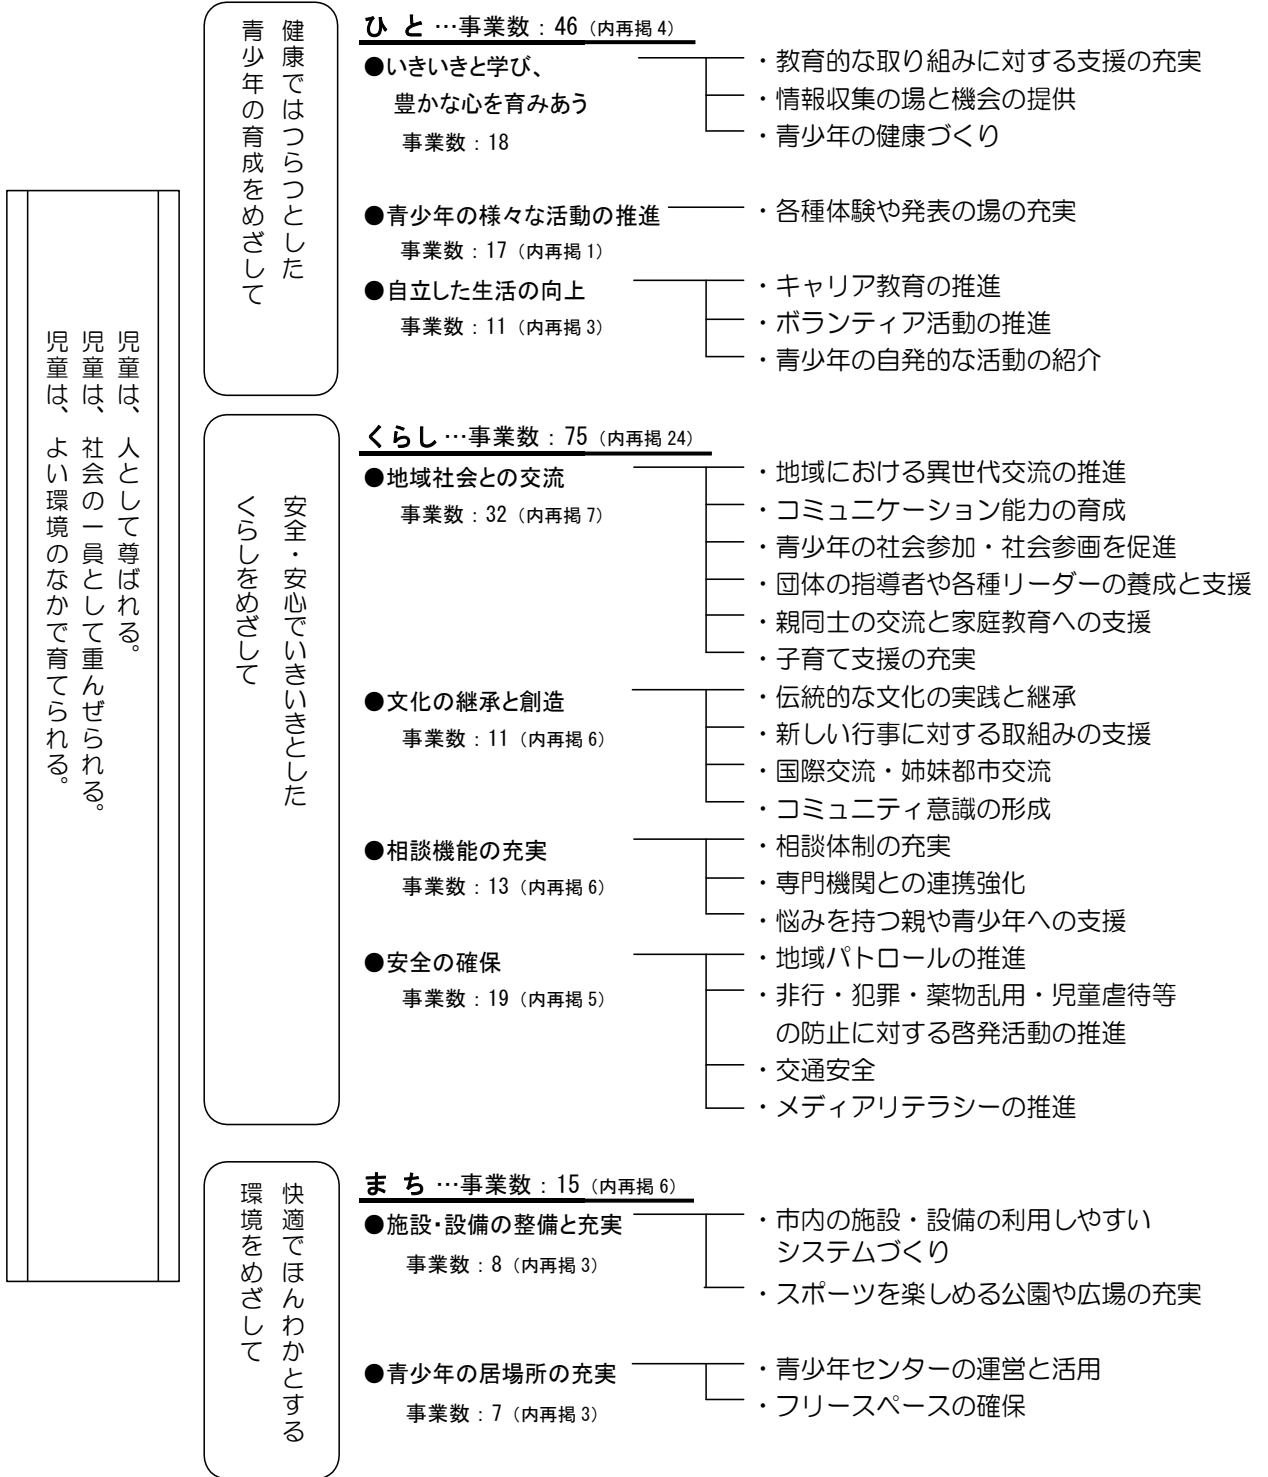 児童は、人として尊ばれる。
児童は、社会の一員として重んぜられる。
児童は、よい環境のなかで育てられる。
健康ではつらつとした
青少年の育成をめざして
ひ と …事業数：46（内再掲 4）
●いきいきと学び、
豊かな心を育みあう
事業数：18
・教育的な取り組みに対する支援の充実
・情報収集の場と機会の提供
・青少年の健康づくり
●青少年の様々な活動の推進
事業数：17（内再掲 1）
・各種体験や発表の場の充実
●自立した生活の向上
事業数：11（内再掲 3）
・キャリア教育の推進
・ボランティア活動の推進
・青少年の自発的な活動の紹介
安全・安心でいきいきとした
くらしをめざして
くらし …事業数：75（内再掲 24）
●地域社会との交流
事業数：32（内再掲 7）
・地域における異世代交流の推進
・コミュニケーション能力の育成
・青少年の社会参加・社会参画を促進
・団体の指導者や各種リーダーの養成と支援
・親同士の交流と家庭教育への支援
・子育て支援の充実
●文化の継承と創造
事業数：11（内再掲 6）
・伝統的な文化の実践と継承
・新しい行事に対する取組みの支援
・国際交流・姉妹都市交流
・コミュニティ意識の形成
●相談機能の充実
事業数：13（内再掲 6）
・相談体制の充実
・専門機関との連携強化
・悩みを持つ親や青少年への支援
●安全の確保
事業数：19（内再掲 5）
・地域パトロールの推進
・非行・犯罪・薬物乱用・児童虐待等
の防止に対する啓発活動の推進
・交通安全
・メディアリテラシーの推進
快適でほんわかとする
環境をめざして
ま ち …事業数：15（内再掲 6）
●施設・設備の整備と充実
事業数：8（内再掲 3）
・市内の施設・設備の利用しやすい
システムづくり
・スポーツを楽しめる公園や広場の充実
●青少年の居場所の充実
事業数：7（内再掲 3）
・青少年センターの運営と活用
・フリースペースの確保